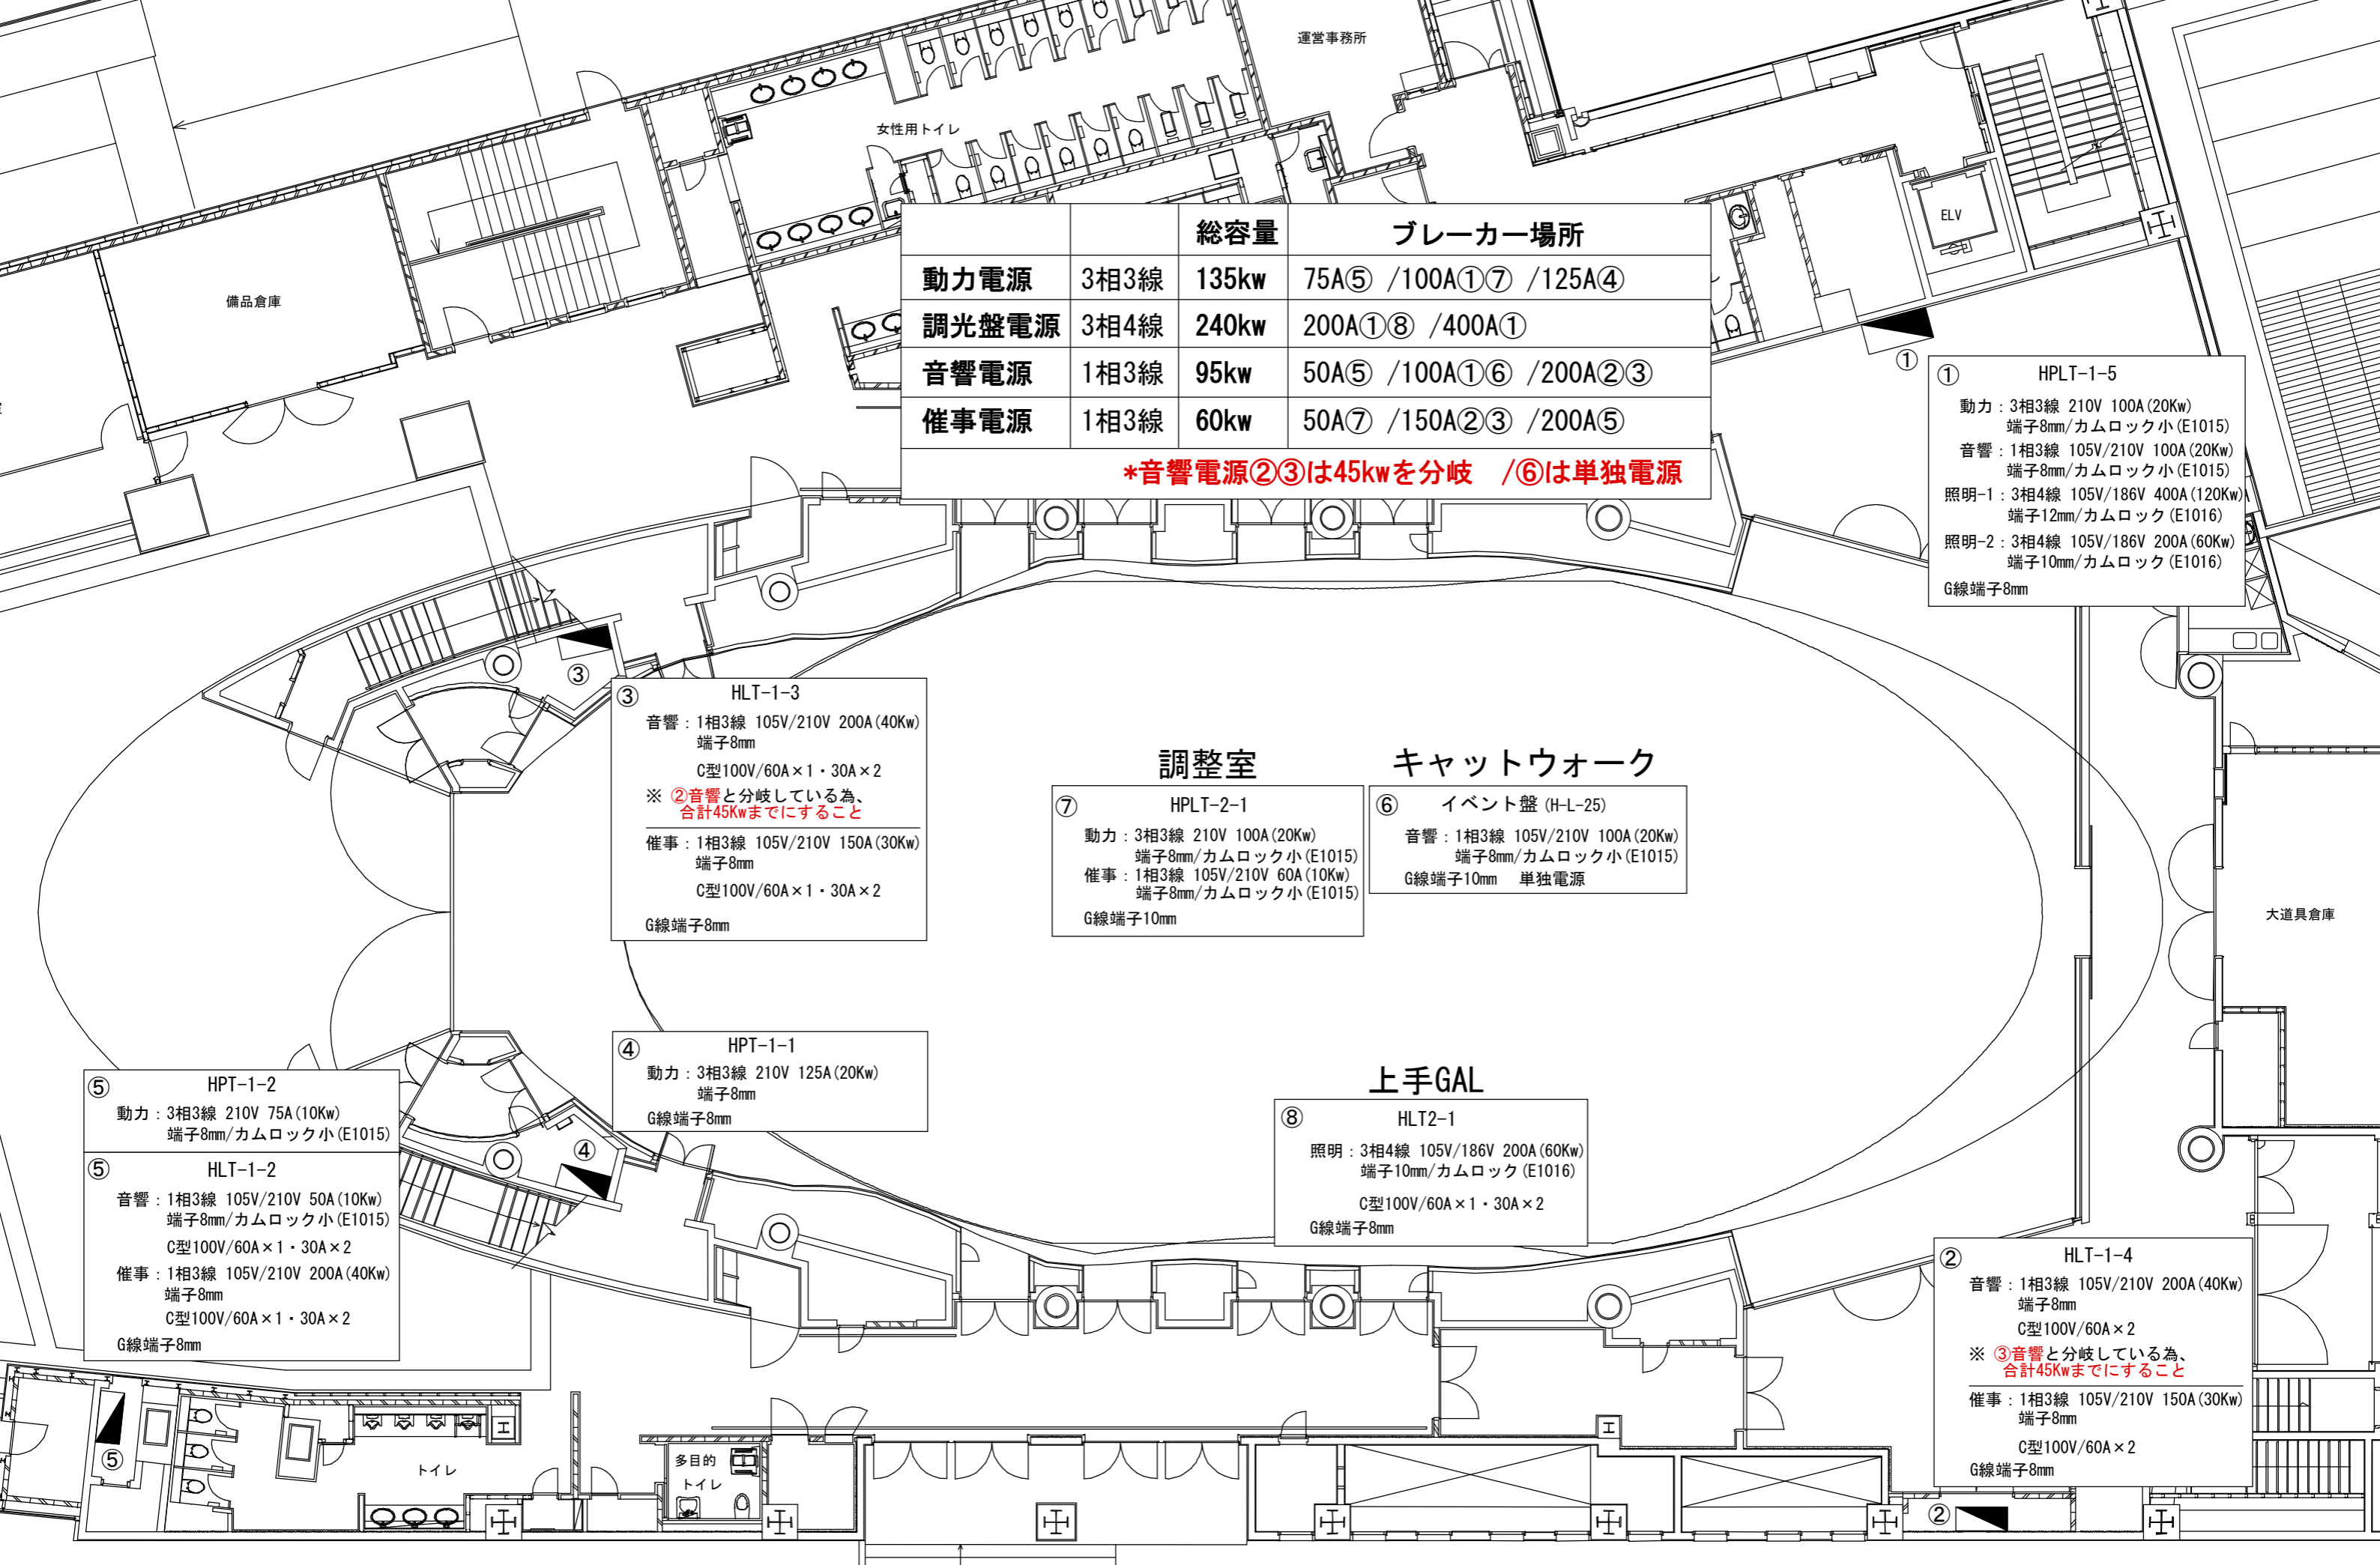 運営事務所
女性用トイレ
ELV
備品倉庫
総容量 ブレーカー場所
動力電源 3相3線 135kw 75A⑤ /100A①⑦ /125A④
調光盤電源 3相4線 240kw 200A①⑧ /400A①
音響電源 1相3線 95kw 50A⑤ /100A①⑥ /200A②③
催事電源 1相3線 60kw 50A⑦ /150A②③ /200A⑤
*音響電源②③は45kwを分岐 /⑥は単独電源
①
① HPLT-1-5
動力：3相3線 210V 100A(20Kw)
端子8mm/カムロック小(E1015)
音響：1相3線 105V/210V 100A(20Kw)
端子8mm/カムロック小(E1015)
照明-1：3相4線 105V/186V 400A(120Kw)
端子12mm/カムロック(E1016)
照明-2：3相4線 105V/186V 200A(60Kw)
端子10mm/カムロック(E1016)
G線端子8mm
③
③ HLT-1-3
音響：1相3線 105V/210V 200A(40Kw)
端子8mm
C型100V/60A×1・30A×2
※ ②音響と分岐している為、
合計45Kwまでにすること
催事：1相3線 105V/210V 150A(30Kw)
端子8mm
C型100V/60A×1・30A×2
G線端子8mm
調整室
⑦ HPLT-2-1
動力：3相3線 210V 100A(20Kw)
端子8mm/カムロック小(E1015)
催事：1相3線 105V/210V 60A(10Kw)
端子8mm/カムロック小(E1015)
G線端子10mm
キャットウォーク
⑥ イベント盤(H-L-25)
音響：1相3線 105V/210V 100A(20Kw)
端子8mm/カムロック小(E1015)
G線端子10mm 単独電源
大道具倉庫
④ HPT-1-1
動力：3相3線 210V 125A(20Kw)
端子8mm
G線端子8mm
④
⑤ HPT-1-2
動力：3相3線 210V 75A(10Kw)
端子8mm/カムロック小(E1015)
⑤ HLT-1-2
音響：1相3線 105V/210V 50A(10Kw)
端子8mm/カムロック小(E1015)
C型100V/60A×1・30A×2
催事：1相3線 105V/210V 200A(40Kw)
端子8mm
C型100V/60A×1・30A×2
G線端子8mm
上手GAL
⑧ HLT2-1
照明：3相4線 105V/186V 200A(60Kw)
端子10mm/カムロック(E1016)
C型100V/60A×1・30A×2
G線端子8mm
② HLT-1-4
音響：1相3線 105V/210V 200A(40Kw)
端子8mm
C型100V/60A×2
※ ③音響と分岐している為、
合計45Kwまでにすること
催事：1相3線 105V/210V 150A(30Kw)
端子8mm
C型100V/60A×2
G線端子8mm
⑤
トイレ
多目的
トイレ
②